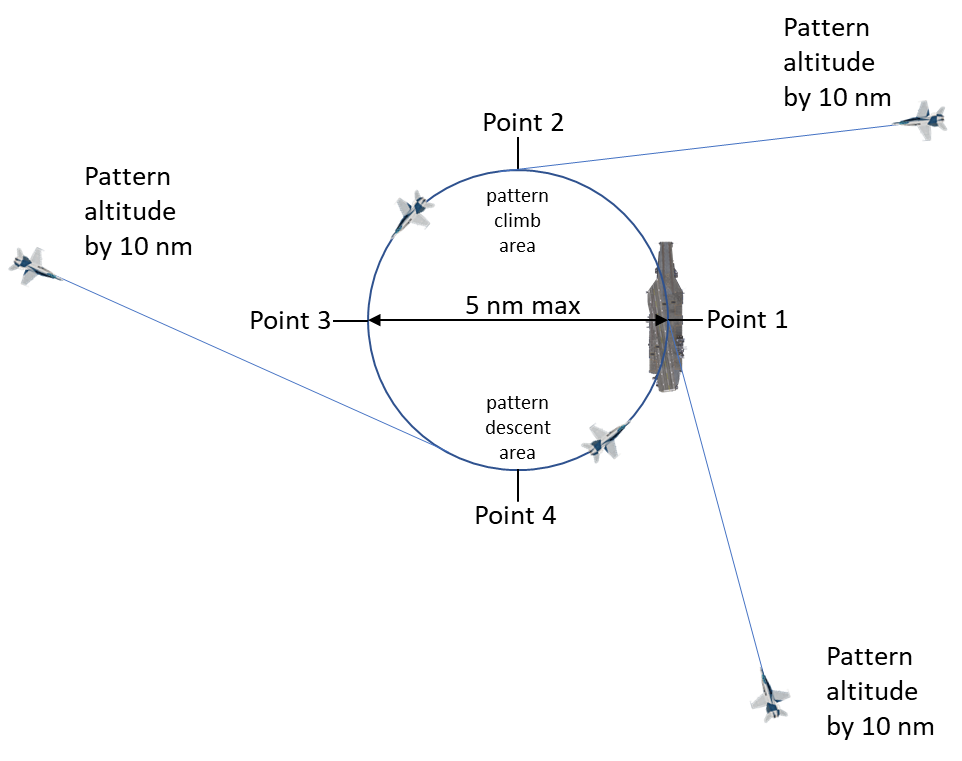 Pattern
altitude
by 10 nm
Point 2
Pattern
altitude
by 10 nm
pattern
climb
area
5 nm max
Point 3
Point 1
pattern
descent
area
Point 4
Pattern
altitude
by 10 nm